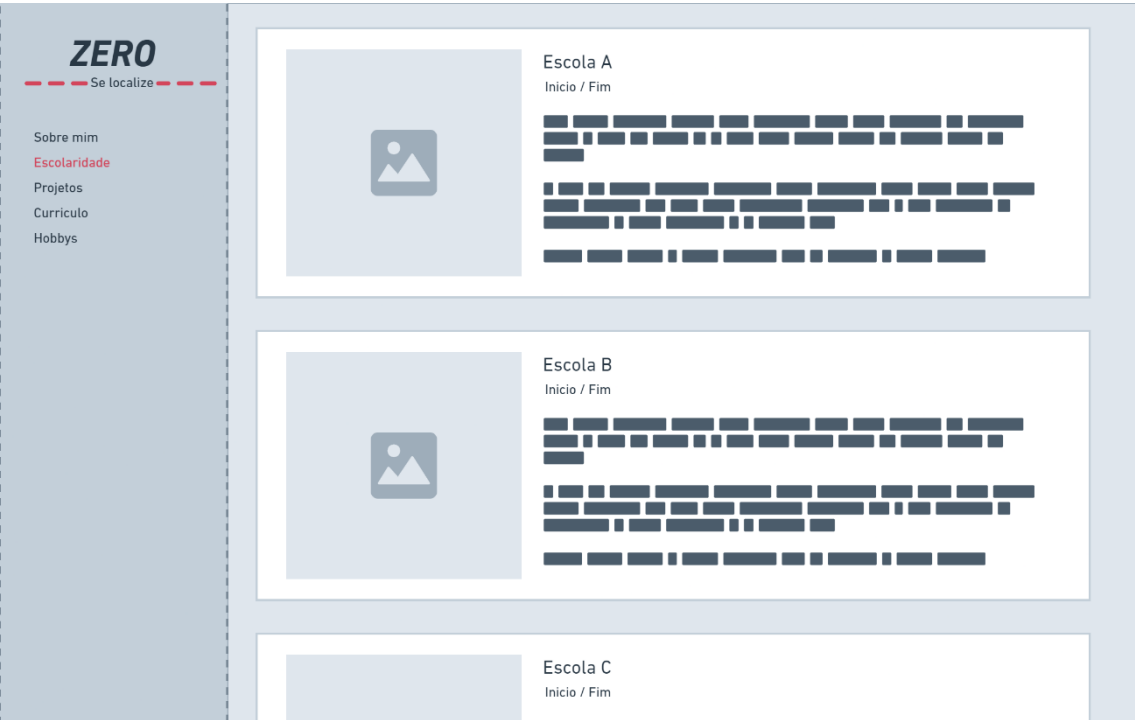 ZERO
Se localize
Sobre mim
Escolaridade
Projetos
Curriculo
Hobbys
Escola A
Inicio / Fim
Escola B
Inicio / Fim
Escola C
Inicio / Fim